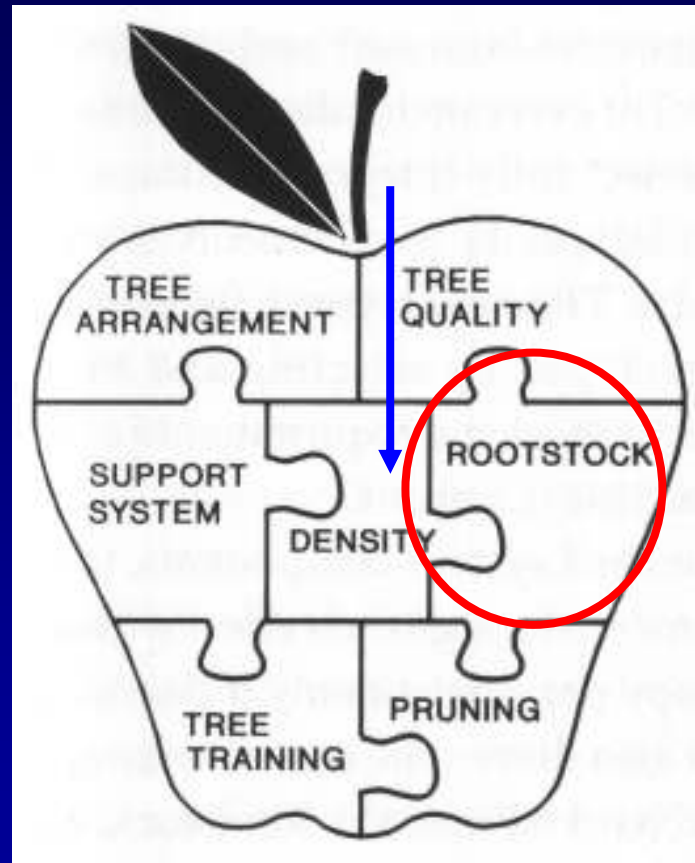 TREE
ARRANGEMENT
TREE
QUALITY
SUPPORT
SYSTEM
DENSITY
ROOTSTOCK
TREE
TRAINING
PRUNING